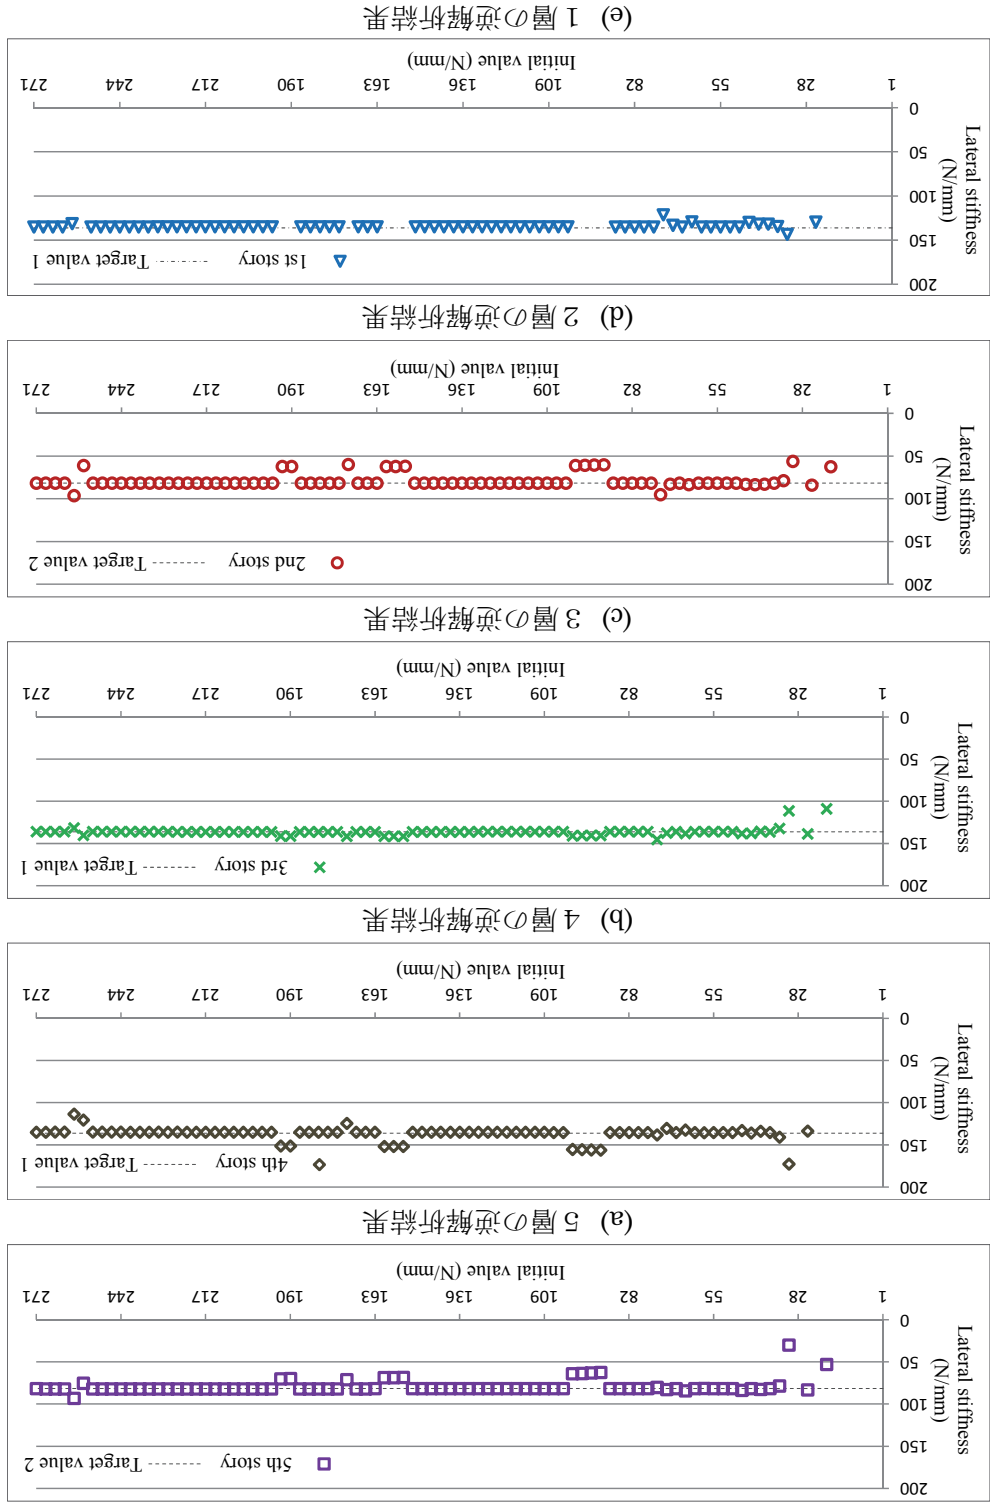 200
150
100
50
0
Lateral stiffness
(N/mm)
5th story Target value 2
1 28 55 82 109 136 163 190 217 244 271
Initial value (N/mm)
(a) 5 層の逆解析結果
200
150
100
50
0
Lateral stiffness
(N/mm)
4th story Target value 1
1 28 55 82 109 136 163 190 217 244 271
Initial value (N/mm)
(b) 4 層の逆解析結果
200
150
100
50
0
Lateral stiffness
(N/mm)
3rd story Target value 1
1 28 55 82 109 136 163 190 217 244 271
Initial value (N/mm)
(c) 3 層の逆解析結果
200
150
100
50
0
Lateral stiffness
(N/mm)
2nd story Target value 2
1 28 55 82 109 136 163 190 217 244 271
Initial value (N/mm)
(d) 2 層の逆解析結果
200
150
100
50
0
Lateral stiffness
(N/mm)
1st story Target value 1
1 28 55 82 109 136 163 190 217 244 271
Initial value (N/mm)
(e) 1 層の逆解析結果